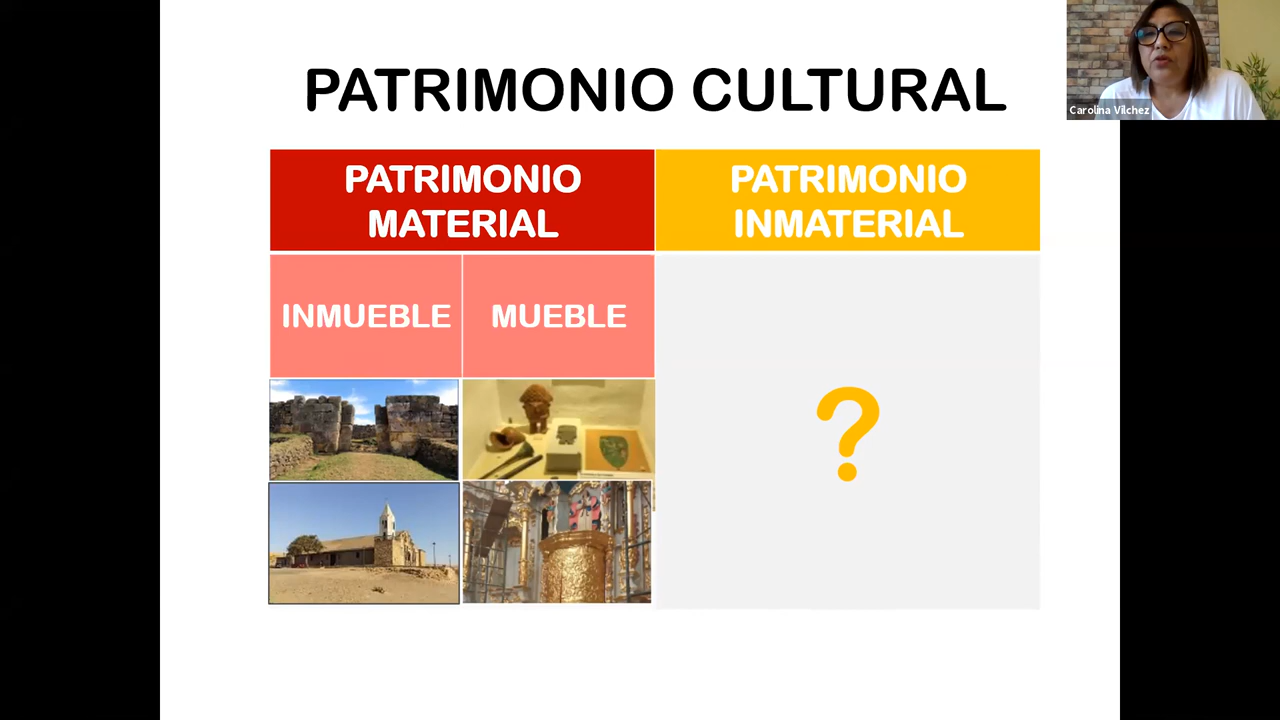 PATRIMONIO CULTURAL
PATRIMONIO
MATERIAL
PATRIMONIO
INMATERIAL
INMUEBLE
MUEBLE
?
Carolina Vilchez